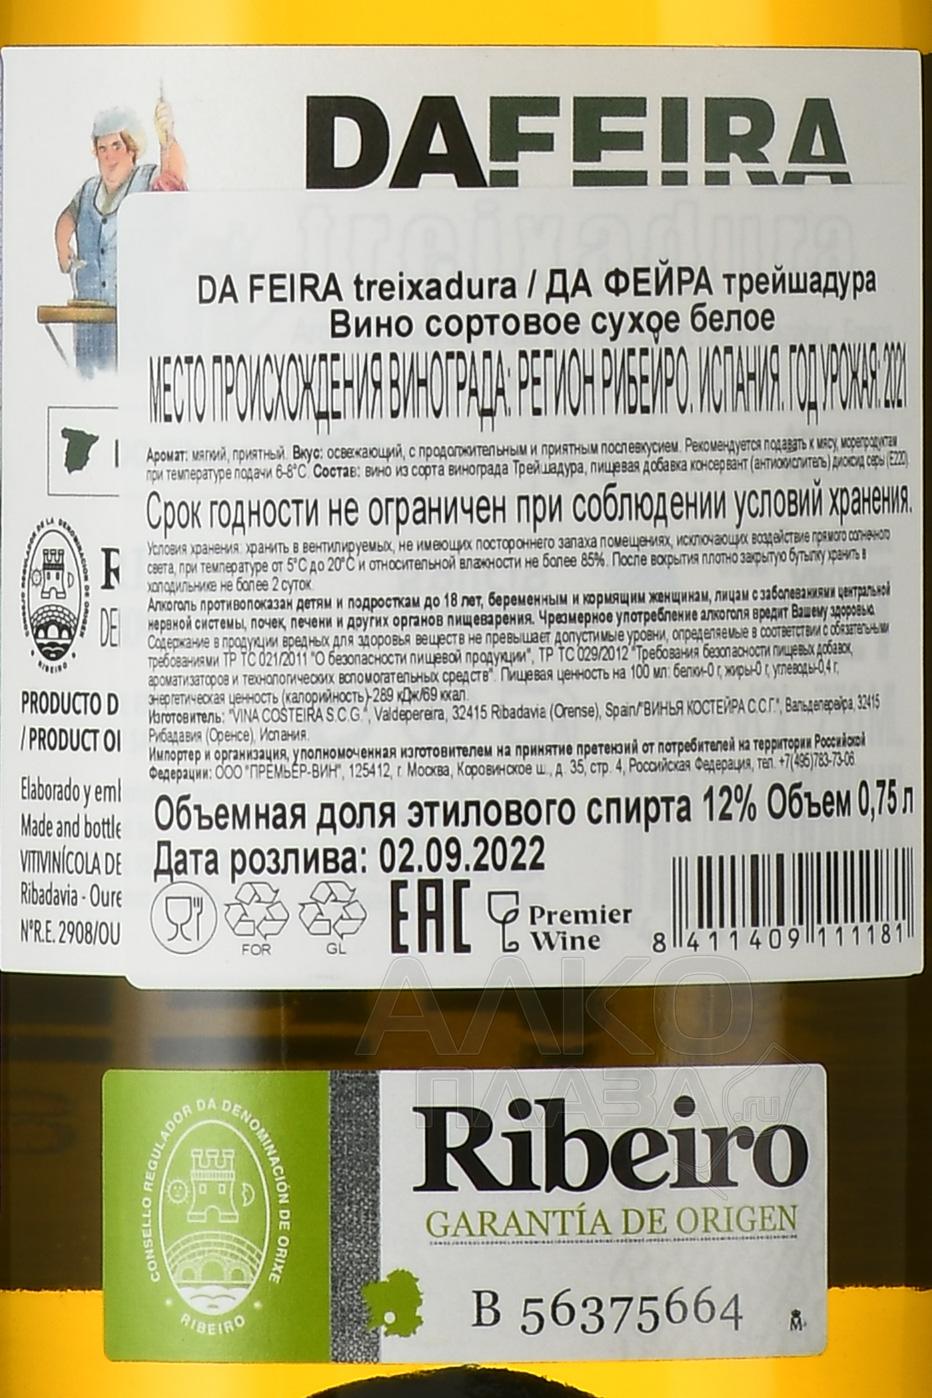 DAFEIRA
DA FEIRA treixadura / ДА ФЕЙРА трейшадура
Вино сортовое сухое белое
МЕСТО ПРОИСХОЖДЕНИЯ ВИНОГРАДА: РЕГИОН РИБЕЙРО. ИСПАНИЯ. ГОД УРОЖАЯ: 2021
Аромат: мягкий, приятный. Вкус: освежающий, с продолжительным и приятным послевкусием. Рекомендуется подавать к мясу, морепродуктам
при температуре подачи 6-8°С. Состав: вино из сорта винограда Трейшадура, пищевая добавка консервант (антиокислитель) диоксид серы (Е220).
Срок годности не ограничен при соблюдении условий хранения.
Условия хранения: хранить в вентилируемых, не имеющих постороннего запаха помещениях, исключающих воздействие прямого солнечного
света, при температуре от 5°С до 20°С и относительной влажности не более 85%. После вскрытия плотно закрытую бутылку хранить в
холодильнике не более 2 суток.
Алкоголь противопоказан детям и подросткам до 18 лет, беременным и кормящим женщинам, лицам с заболеваниями центральной
нервной системы, почек, печени и других органов пищеварения. Чрезмерное употребление алкоголя вредит Вашему здоровью.
Содержание в продукции вредных для здоровья веществ не превышает допустимые уровни, определяемые в соответствии с обязательными
требованиями ТР ТС 021/2011 "О безопасности пищевой продукции", ТР ТС 029/2012 "Требования безопасности пищевых добавок,
ароматизаторов и технологических вспомогательных средств". Пищевая ценность на 100 мл: белки-0 г, жиры-0 г, углеводы-0,4 г,
энергетическая ценность (калорийность)-289 кДж/69 ккал.
Изготовитель: "VINA COSTEIRA S.C.G.", Valdepereira, 32415 Ribadavia (Orense), Spain/"ВИНЬЯ КОСТЕЙРА С.С.Г.", Вальдеперейра, 32415
Рибадавия (Оренсе), Испания.
Импортер и организация, уполномоченная изготовителем на принятие претензий от потребителей на территории Российской
Федерации: ООО "ПРЕМЬЕР-ВИН", 125412, г. Москва, Коровинское ш., д. 35, стр. 4, Российская Федерация, тел. +7(495)783-73-06.
Объемная доля этилового спирта 12% Объем 0,75 л
Дата розлива: 02.09.2022
FOR
GL
EAC
Premier
Wine
8 411409 111181
CONSEJO REGULADOR DE LA DENOMINACIÓN DE ORIGEN
RIBEIRO
R
DE
PRODUCTO D
/ PRODUCT OI
Elaborado y eml
Made and bottle
VITIVINÍCOLA DE
Ribadavia - Oure
NºR.E. 2908/OU
АЛКО
ПЛАЗА.ru
CONSELLO REGULADOR DA DENOMINACIÓN DE ORIXE
RIBEIRO
Ribeiro
GARANTÍA DE ORIGEN
B 56375664